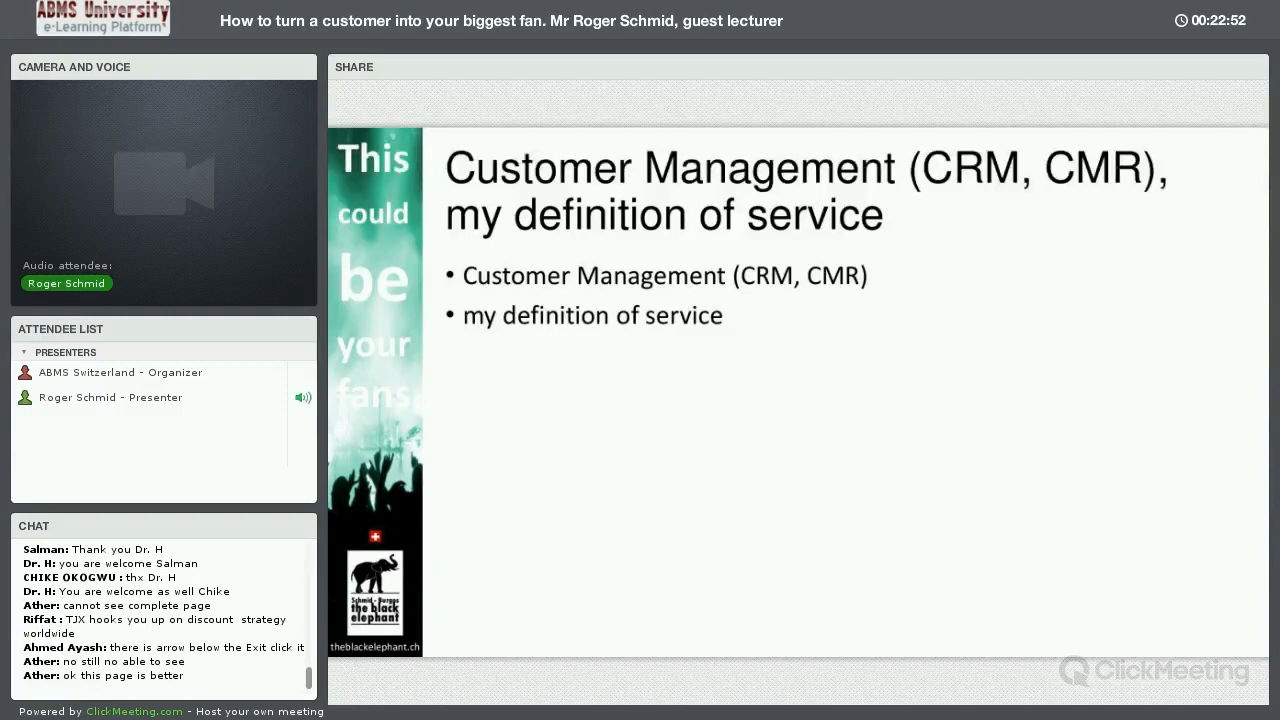 ABMS University
e-Learning Platform
How to turn a customer into your biggest fan. Mr Roger Schmid, guest lecturer
00:22:52
CAMERA AND VOICE
Audio attendee:
Roger Schmid
ATTENDEE LIST
PRESENTERS
ABMS Switzerland - Organizer
Roger Schmid - Presenter
CHAT
Salman: Thank you Dr. H
Dr. H: you are welcome Salman
CHIKE OKOGWU : thx Dr. H
Dr. H: You are welcome as well Chike
Ather: cannot see complete page
Riffat : TJX hooks you up on discount strategy
worldwide
Ahmed Ayash: there is arrow below the Exit click it
Ather: no still no able to see
Ather: ok this page is better
Powered by ClickMeeting.com - Host your own meeting
SHARE
This
could
be
your
fans
Schmid - Burgos
the black
elephant
theblackelephant.ch
Customer Management (CRM, CMR),
my definition of service
• Customer Management (CRM, CMR)
• my definition of service
ClickMeeting